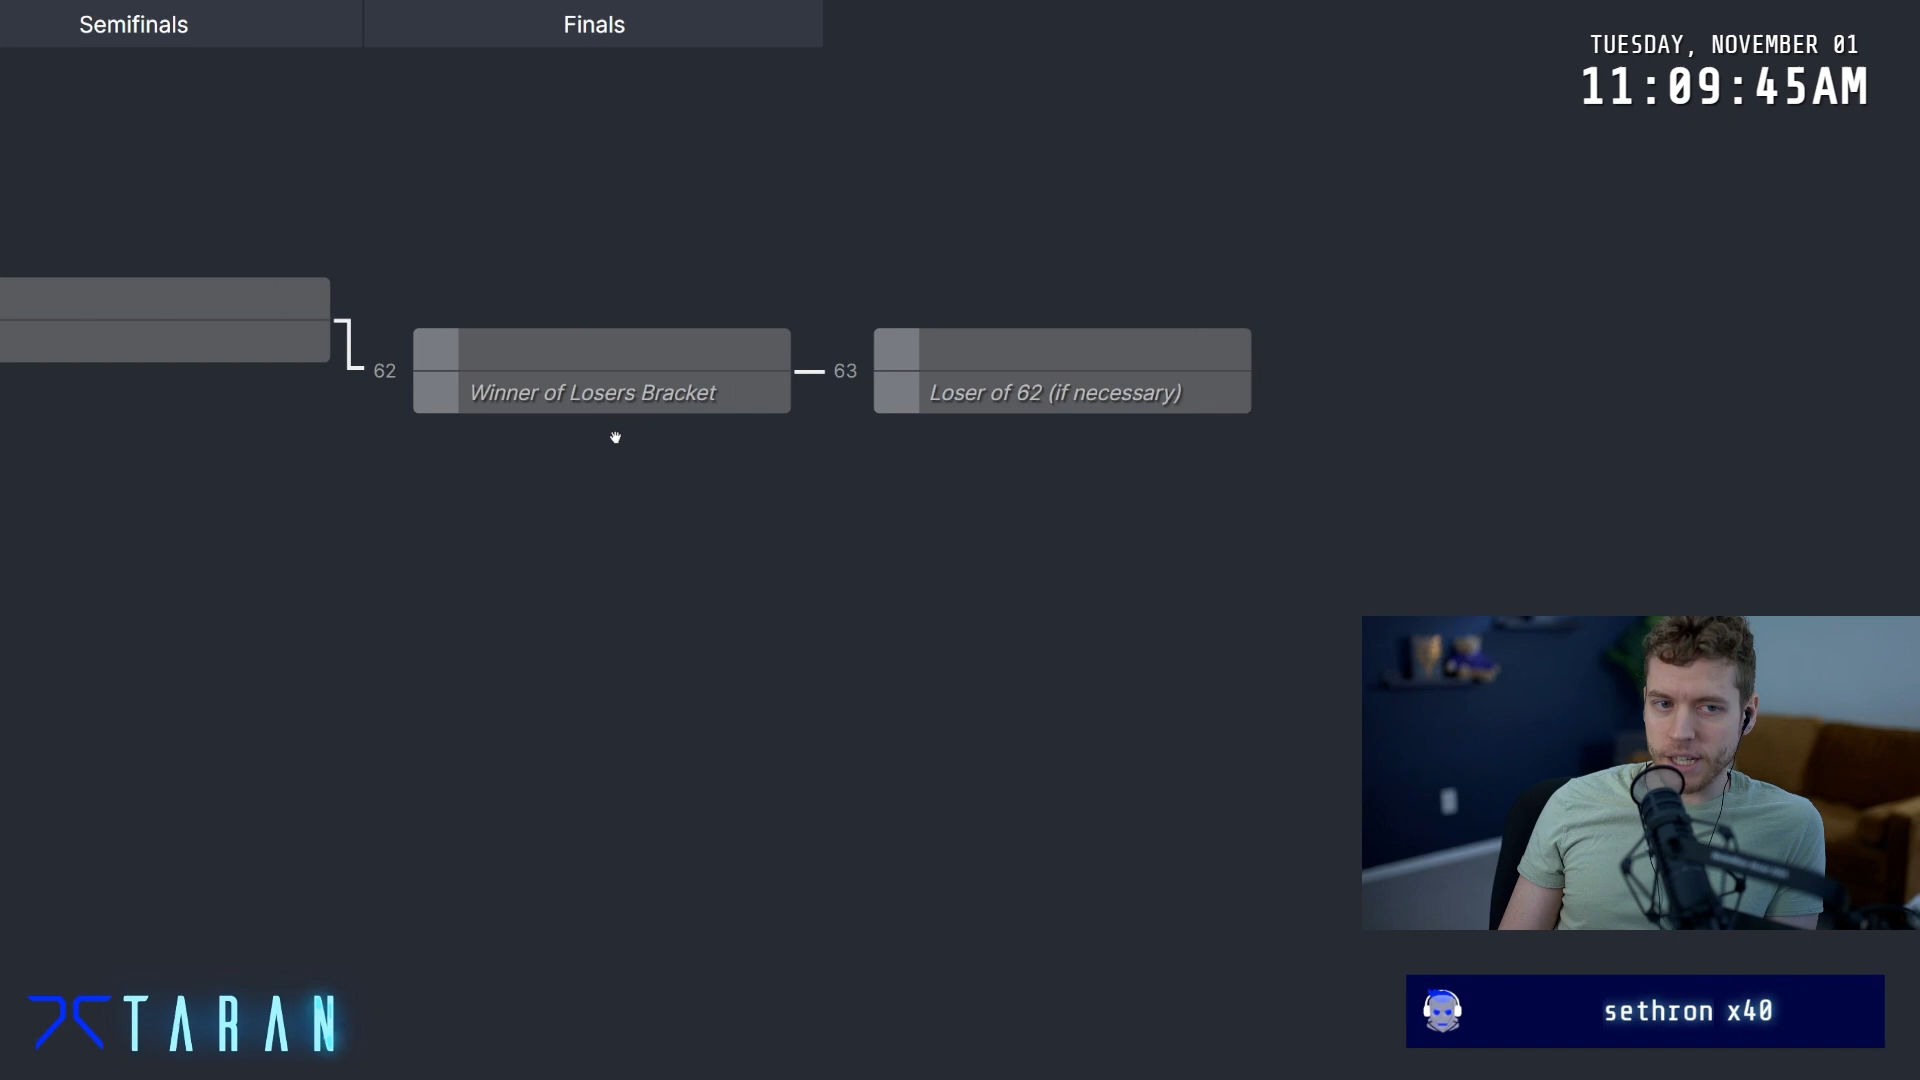 Semifinals
Finals
TUESDAY, NOVEMBER 01
11:09:45AM
62
Winner of Losers Bracket
63
Loser of 62 (if necessary)
TARAN
sethron x40